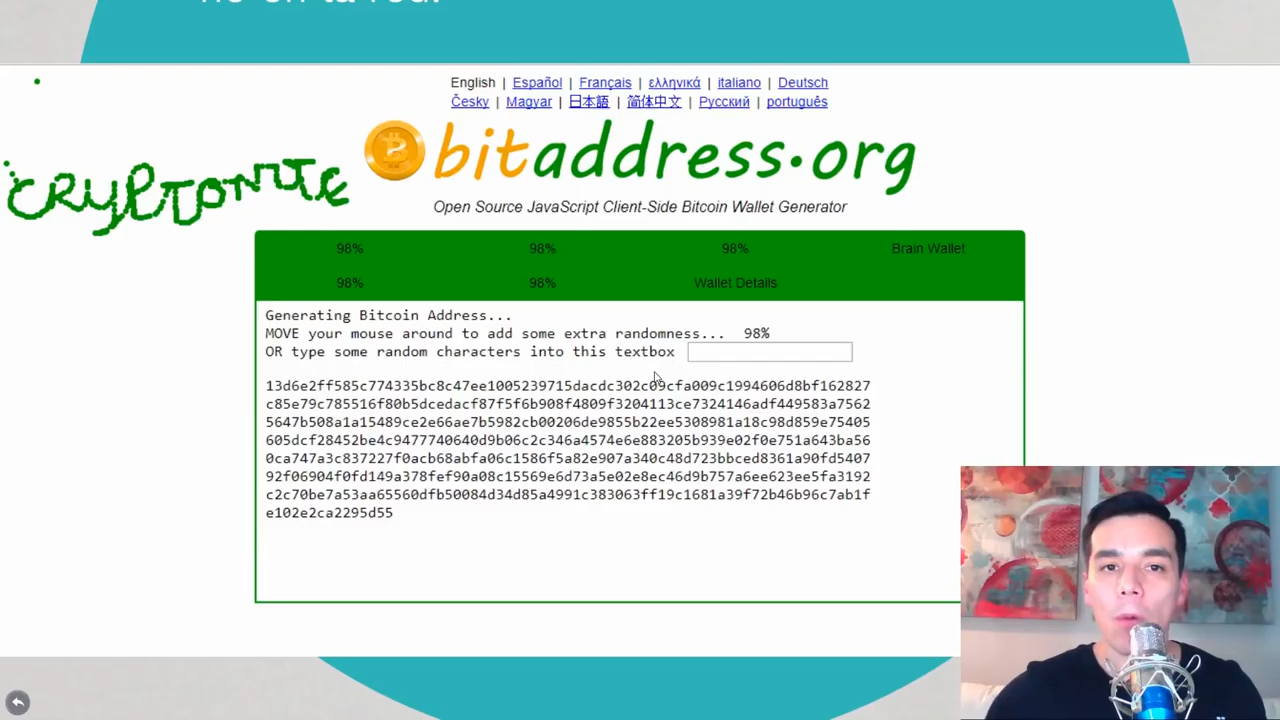 English | Español | Français | ελληνικά | italiano | Deutsch
Česky | Magyar | 日本語 | 简体中文 | Русский | português
bitaddress.org
CRYPTONITE
Open Source JavaScript Client-Side Bitcoin Wallet Generator
98% 98% 98% Brain Wallet
98% 98% Wallet Details
Generating Bitcoin Address...
MOVE your mouse around to add some extra randomness... 98%
OR type some random characters into this textbox
13d6e2ff585c774335bc8c47ee1005239715dacdc302c09cfa009c1994606d8bf162827
c85e79c785516f80b5dcedacf87f5f6b908f4809f3204113ce7324146adf449583a7562
5647b508a1a15489ce2e66ae7b5982cb00206de9855b22ee5308981a18c98d859e75405
605dcf28452be4c9477740640d9b06c2c346a4574e6e883205b939e02f0e751a643ba56
0ca747a3c837227f0acb68abfa06c1586f5a82e907a340c48d723bbced8361a90fd5407
92f06904f0fd149a378fef90a08c15569e6d73a5e02e8ec46d9b757a6ee623ee5fa3192
c2c70be7a53aa65560dfb50084d34d85a4991c383063ff19c1681a39f72b46b96c7ab1f
e102e2ca2295d55